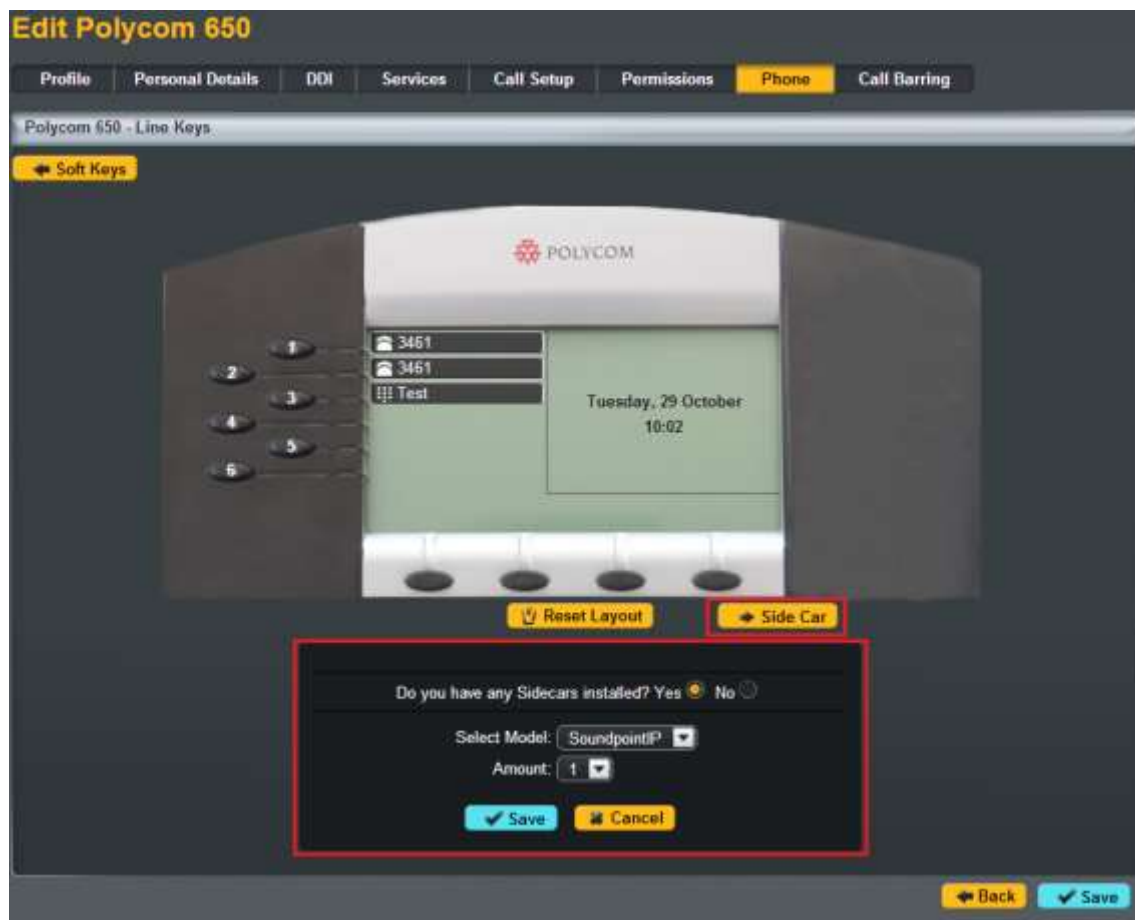 Edit Polycom 650
Profile Personal Details DDI Services Call Setup Permissions Phone Call Barring
Polycom 650 - Line Keys
Soft Keys
POLYCOM
1 3461
2 3461
3 Test
Tuesday, 29 October
10:02
4
5
6
Reset Layout Side Car
Do you have any Sidecars installed? Yes No
Select Model: SoundpointIP
Amount: 1
Save Cancel
Back Save